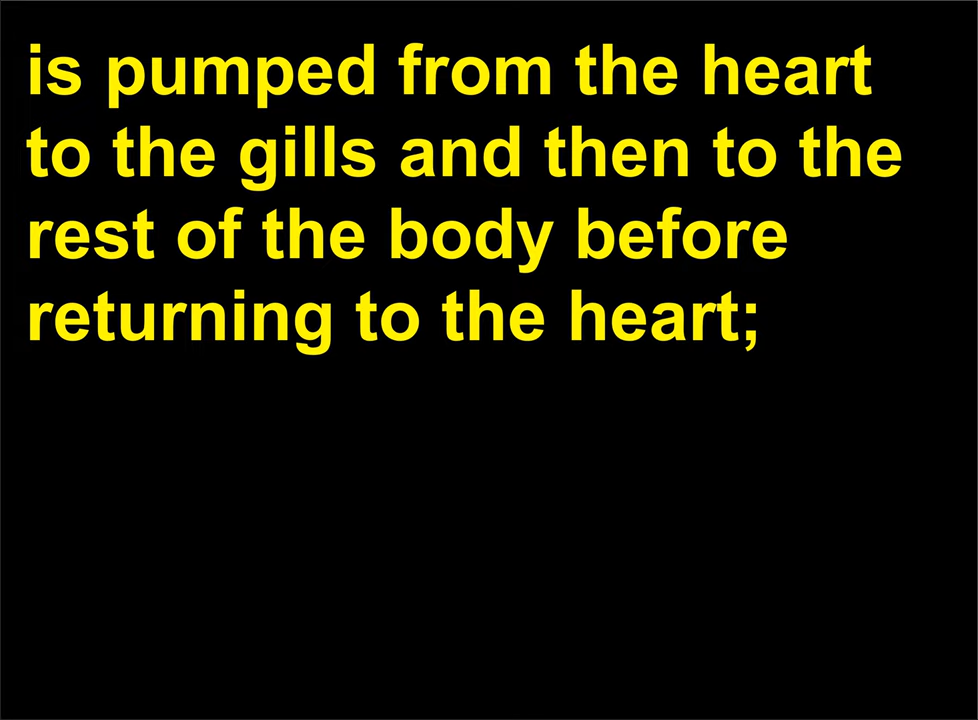 is pumped from the heart
to the gills and then to the
rest of the body before
returning to the heart;